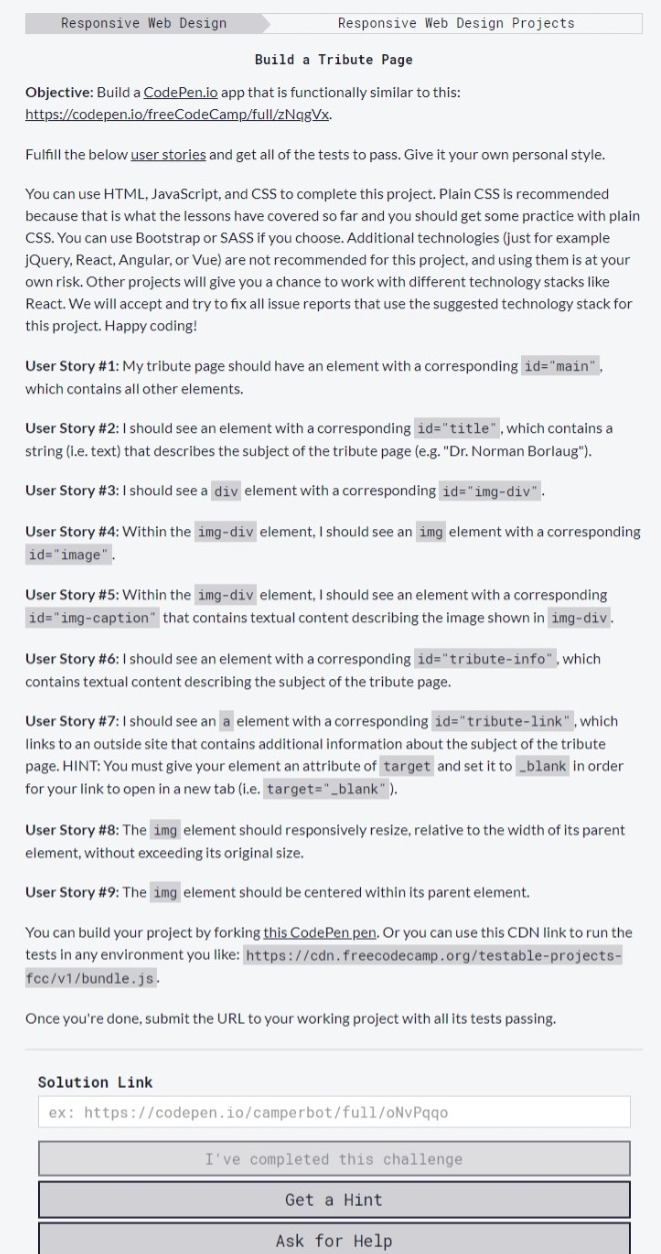 Responsive Web Design
Responsive Web Design Projects
Build a Tribute Page
Objective: Build a CodePen.io app that is functionally similar to this:
https://codepen.io/freeCodeCamp/full/zNqgVx.
Fulfill the below user stories and get all of the tests to pass. Give it your own personal style.
You can use HTML, JavaScript, and CSS to complete this project. Plain CSS is recommended
because that is what the lessons have covered so far and you should get some practice with plain
CSS. You can use Bootstrap or SASS if you choose. Additional technologies (just for example
jQuery, React, Angular, or Vue) are not recommended for this project, and using them is at your
own risk. Other projects will give you a chance to work with different technology stacks like
React. We will accept and try to fix all issue reports that use the suggested technology stack for
this project. Happy coding!
User Story #1: My tribute page should have an element with a corresponding id="main",
which contains all other elements.
User Story #2: I should see an element with a corresponding id="title", which contains a
string (i.e. text) that describes the subject of the tribute page (e.g. "Dr. Norman Borlaug").
User Story #3: I should see a div element with a corresponding id="img-div".
User Story #4: Within the img-div element, I should see an img element with a corresponding
id="image".
User Story #5: Within the img-div element, I should see an element with a corresponding
id="img-caption" that contains textual content describing the image shown in img-div.
User Story #6: I should see an element with a corresponding id="tribute-info", which
contains textual content describing the subject of the tribute page.
User Story #7: I should see an a element with a corresponding id="tribute-link", which
links to an outside site that contains additional information about the subject of the tribute
page. HINT: You must give your element an attribute of target and set it to _blank in order
for your link to open in a new tab (i.e. target="_blank").
User Story #8: The img element should responsively resize, relative to the width of its parent
element, without exceeding its original size.
User Story #9: The img element should be centered within its parent element.
You can build your project by forking this CodePen pen. Or you can use this CDN link to run the
tests in any environment you like: https://cdn.freecodecamp.org/testable-projects-
fcc/v1/bundle.js.
Once you're done, submit the URL to your working project with all its tests passing.
Solution Link
ex: https://codepen.io/camperbot/full/oNvPqqo
I've completed this challenge
Get a Hint
Ask for Help